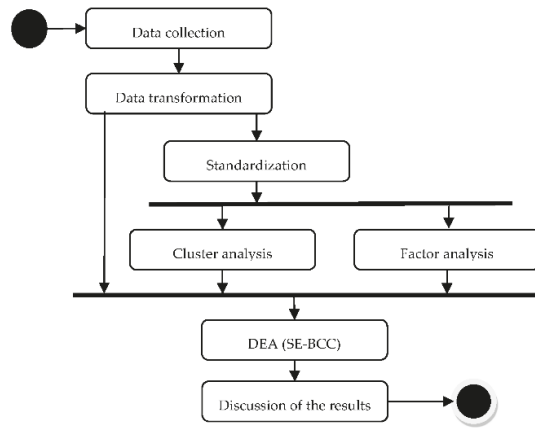 Data collection
Data transformation
Standardization
Cluster analysis
Factor analysis
DEA (SE-BCC)
Discussion of the results